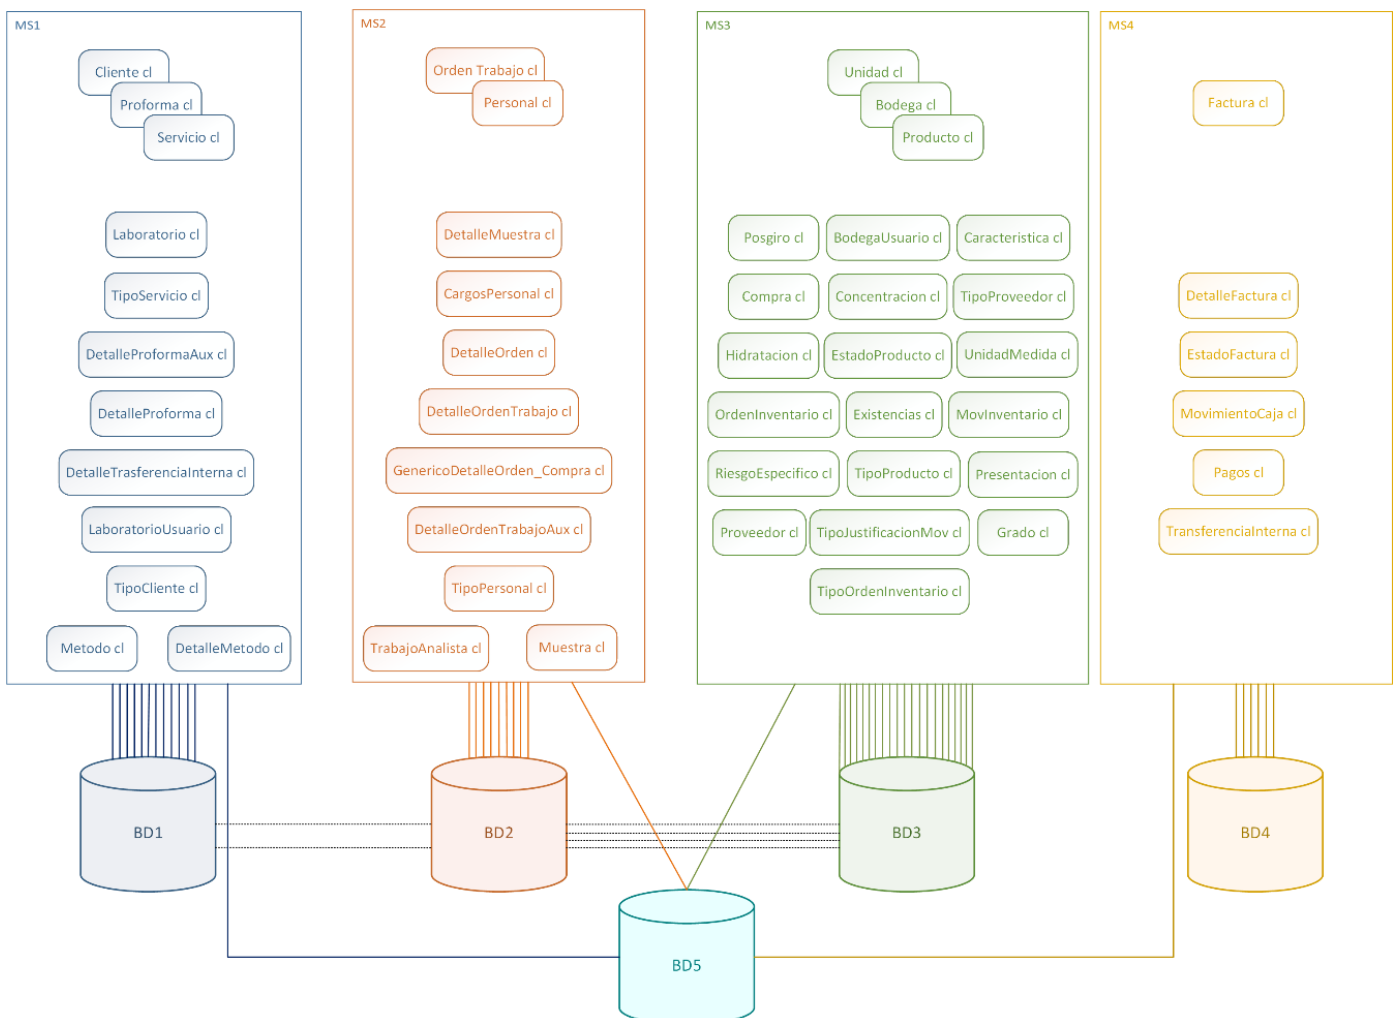 MS1
Cliente cl
Proforma cl
Servicio cl
Laboratorio cl
TipoServicio cl
DetalleProformaAux cl
DetalleProforma cl
DetalleTrasferenciaInterna cl
LaboratorioUsuario cl
TipoCliente cl
Metodo cl
DetalleMetodo cl
MS2
Orden Trabajo cl
Personal cl
DetalleMuestra cl
CargosPersonal cl
DetalleOrden cl
DetalleOrdenTrabajo cl
GenericoDetalleOrden_Compra cl
DetalleOrdenTrabajoAux cl
TipoPersonal cl
TrabajoAnalista cl
Muestra cl
MS3
Unidad cl
Bodega cl
Producto cl
Posgiro cl
BodegaUsuario cl
Caracteristica cl
Compra cl
Concentracion cl
TipoProveedor cl
Hidratacion cl
EstadoProducto cl
UnidadMedida cl
OrdenInventario cl
Existencias cl
MovInventario cl
RiesgoEspecifico cl
TipoProducto cl
Presentacion cl
Proveedor cl
TipoJustificacionMov cl
Grado cl
TipoOrdenInventario cl
MS4
Factura cl
DetalleFactura cl
EstadoFactura cl
MovimientoCaja cl
Pagos cl
TransferenciaInterna cl
BD1
BD2
BD3
BD4
BD5